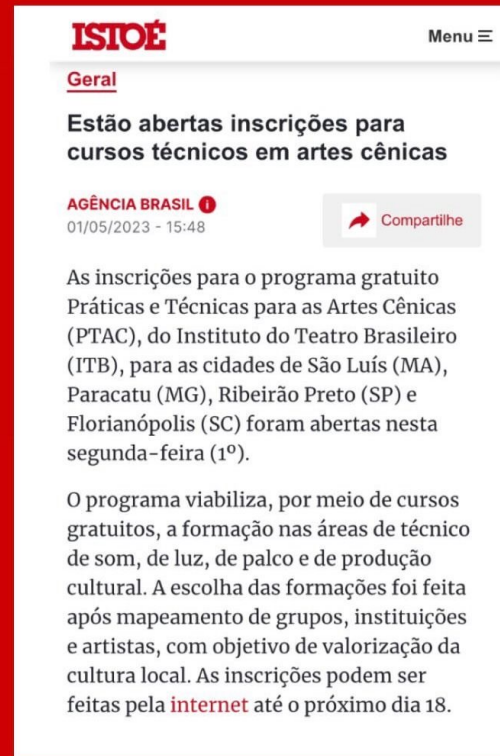 ISTOÉ
Menu
Geral
Estão abertas inscrições para
cursos técnicos em artes cênicas
AGÊNCIA BRASIL i
01/05/2023 - 15:48
Compartilhe
As inscrições para o programa gratuito
Práticas e Técnicas para as Artes Cênicas
(PTAC), do Instituto do Teatro Brasileiro
(ITB), para as cidades de São Luís (MA),
Paracatu (MG), Ribeirão Preto (SP) e
Florianópolis (SC) foram abertas nesta
segunda-feira (1º).
O programa viabiliza, por meio de cursos
gratuitos, a formação nas áreas de técnico
de som, de luz, de palco e de produção
cultural. A escolha das formações foi feita
após mapeamento de grupos, instituições
e artistas, com objetivo de valorização da
cultura local. As inscrições podem ser
feitas pela internet até o próximo dia 18.